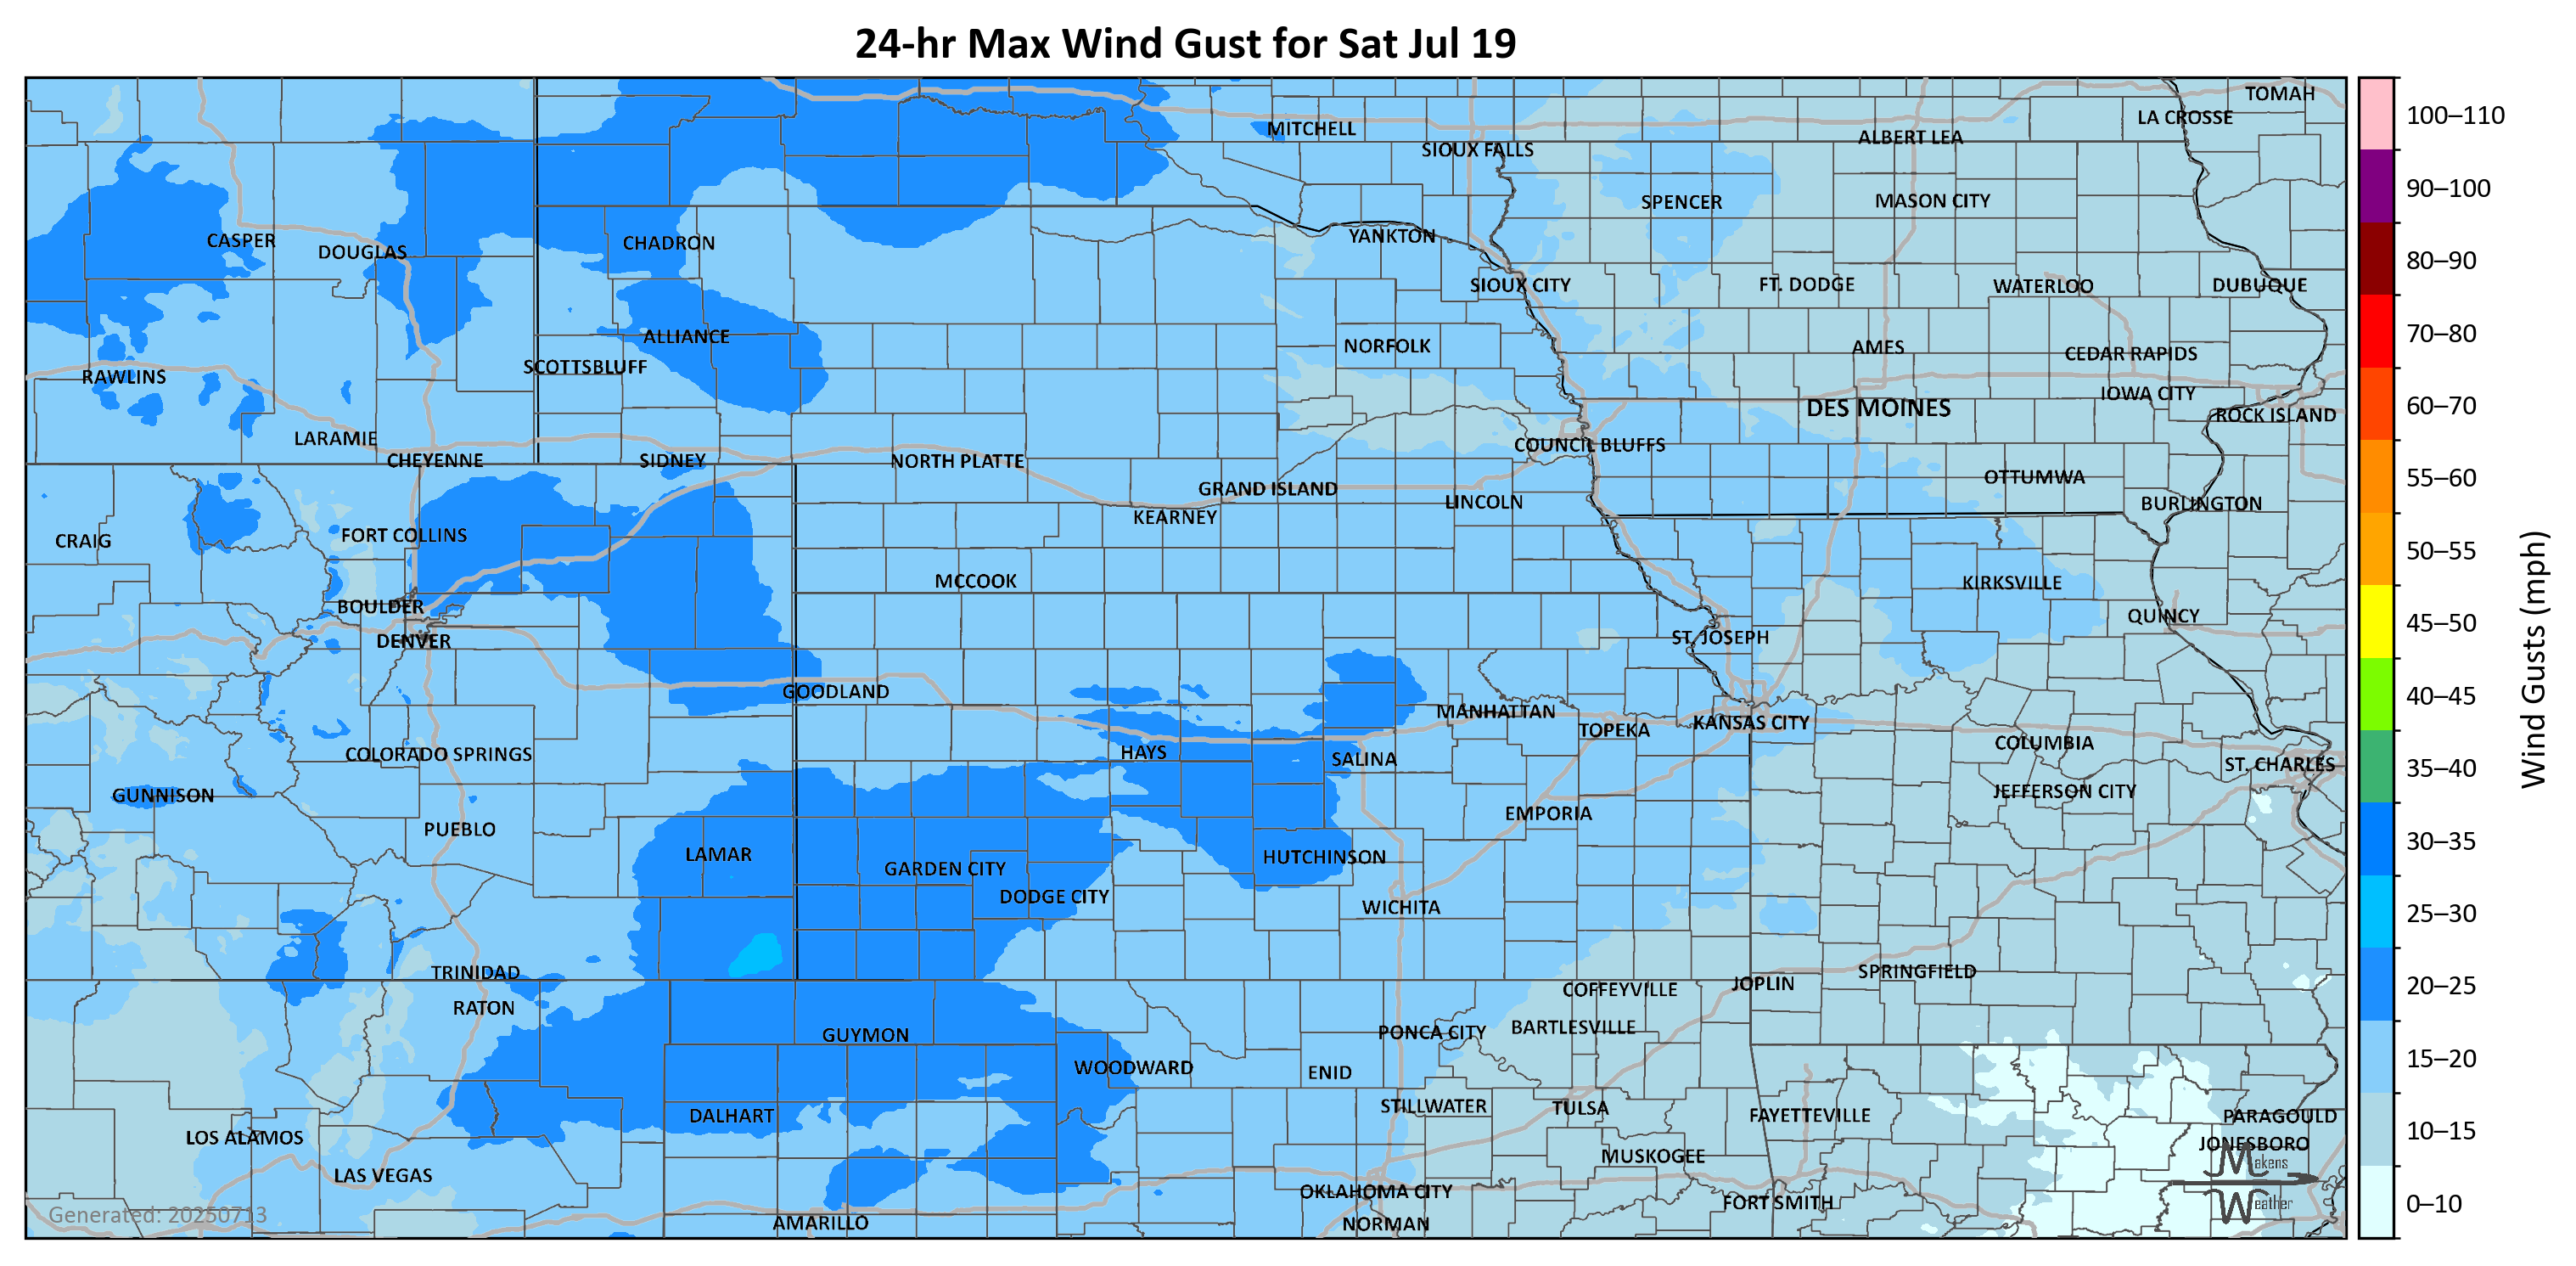 24-hr Max Wind Gust for Sat Jul 19
TOMAH
LA CROSSE
MITCHELL
ALBERT LEA
SIOUX FALLS
SPENCER
MASON CITY
CASPER
DOUGLAS
CHADRON
YANKTON
SIOUX CITY
FT. DODGE
WATERLOO
DUBUQUE
ALLIANCE
NORFOLK
AMES
CEDAR RAPIDS
SCOTTSBLUFF
RAWLINS
IOWA CITY
DES MOINES
ROCK ISLAND
LARAMIE
COUNCIL BLUFFS
CHEYENNE
SIDNEY
NORTH PLATTE
OTTUMWA
GRAND ISLAND
LINCOLN
BURLINGTON
KEARNEY
CRAIG
FORT COLLINS
MCCOOK
KIRKSVILLE
BOULDER
QUINCY
DENVER
ST. JOSEPH
GOODLAND
MANHATTAN
TOPEKA
KANSAS CITY
COLORADO SPRINGS
HAYS
SALINA
COLUMBIA
ST. CHARLES
GUNNISON
JEFFERSON CITY
PUEBLO
EMPORIA
LAMAR
GARDEN CITY
HUTCHINSON
DODGE CITY
WICHITA
TRINIDAD
SPRINGFIELD
JOPLIN
COFFEYVILLE
RATON
GUYMON
PONCA CITY
BARTLESVILLE
WOODWARD
ENID
DALHART
STILLWATER
TULSA
FAYETTEVILLE
PARAGOULD
LOS ALAMOS
JONESBORO
MUSKOGEE
LAS VEGAS
OKLAHOMA CITY
FORT SMITH
AMARILLO
NORMAN
Generated: 20250713
Makens
Weather
100–110
90–100
80–90
70–80
60–70
55–60
50–55
45–50
40–45
35–40
30–35
25–30
20–25
15–20
10–15
0–10
Wind Gusts (mph)